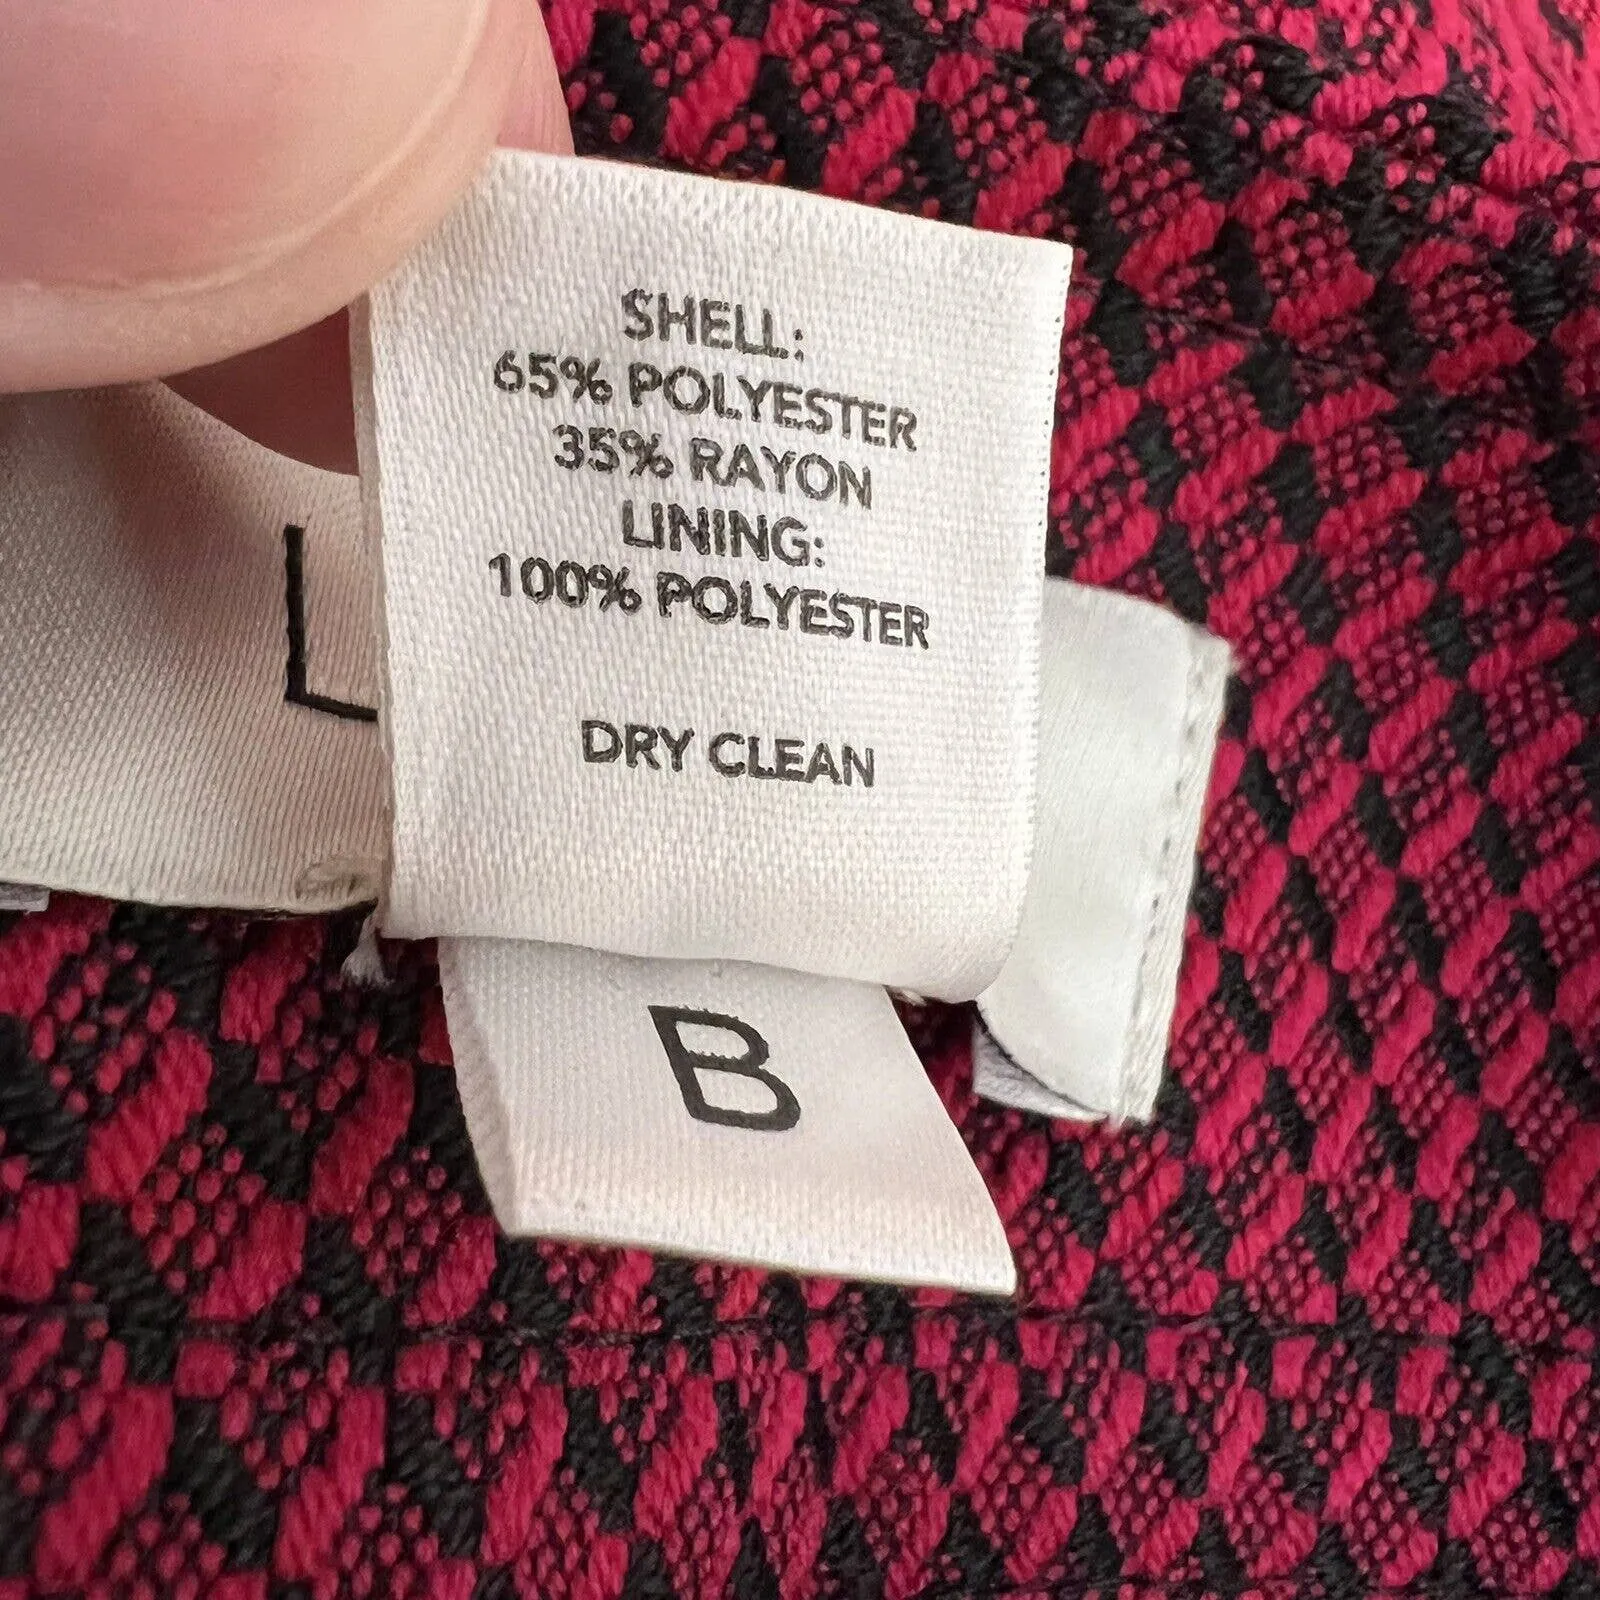 SHELL:
65% POLYESTER
35% RAYON
LINING:
100% POLYESTER
DRY CLEAN
L
B